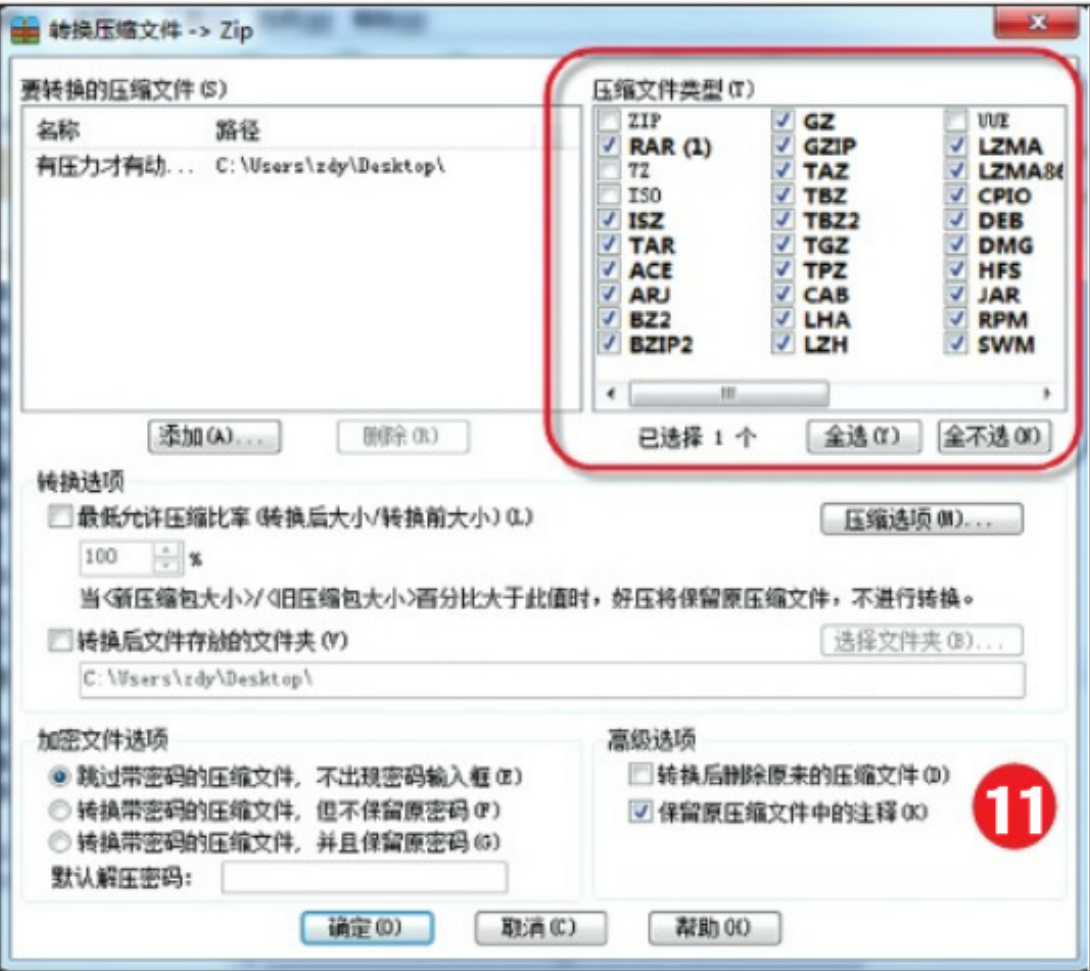 转换压缩文件 -> Zip
要转换的压缩文件(S)
名称 路径
有压力才有动... C:\Users\zdy\Desktop\
添加(A)...
删除(R)
压缩文件类型(T)
ZIP GZ UUE
RAR (1) GZIP LZMA
7Z TAZ LZMA86
ISO TBZ CPIO
ISZ TBZ2 DEB
TAR TGZ DMG
ACE TPZ HFS
ARJ CAB JAR
BZ2 LHA RPM
BZIP2 LZH SWM
已选择 1 个 全选(Y) 全不选(N)
转换选项
最低允许压缩比率(转换后大小/转换前大小)(L)
压缩选项(M)...
100 %
当<新压缩包大小>/<旧压缩包大小>百分比大于此值时，好压将保留原压缩文件，不进行转换。
转换后文件存放的文件夹(V)
选择文件夹(B)...
C:\Users\zdy\Desktop\
加密文件选项
跳过带密码的压缩文件, 不出现密码输入框(E)
转换带密码的压缩文件, 但不保留原密码(F)
转换带密码的压缩文件, 并且保留原密码(G)
默认解压密码:
高级选项
转换后删除原来的压缩文件(D)
保留原压缩文件中的注释(K)
11
确定(O) 取消(C) 帮助(H)